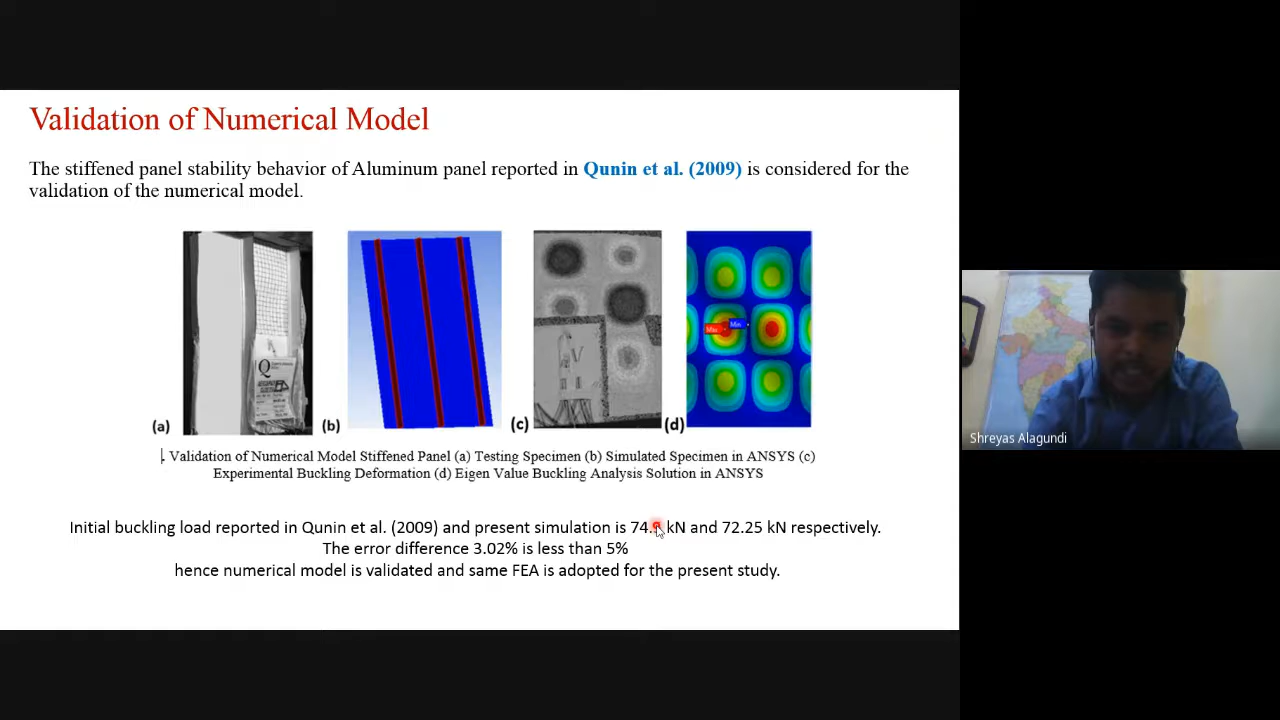 Validation of Numerical Model
The stiffened panel stability behavior of Aluminum panel reported in Qunin et al. (2009) is considered for the
validation of the numerical model.
Q
Max
Min
(a)
(b)
(c)
(d)
. Validation of Numerical Model Stiffened Panel (a) Testing Specimen (b) Simulated Specimen in ANSYS (c)
Experimental Buckling Deformation (d) Eigen Value Buckling Analysis Solution in ANSYS
Initial buckling load reported in Qunin et al. (2009) and present simulation is kN and 72.25 kN respectively.
The error difference 3.02% is less than 5%
hence numerical model is validated and same FEA is adopted for the present study.
Shreyas Alagundi